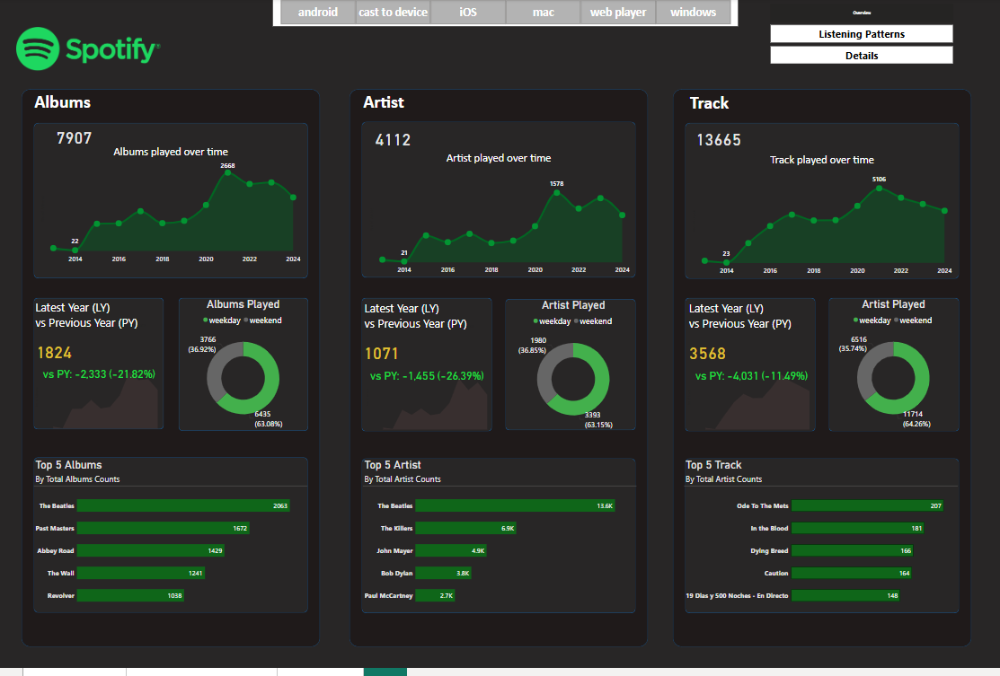 android cast to device iOS mac web player windows
Overview
Listening Patterns
Details
Spotify
Albums
7907
Albums played over time
2668
22
2014 2016 2018 2020 2022 2024
Latest Year (LY)
vs Previous Year (PY)
1824
vs PY: -2,333 (-21.82%)
Albums Played
weekday weekend
3766
(36.92%)
6435
(63.08%)
Top 5 Albums
By Total Albums Counts
The Beatles 2063
Past Masters 1672
Abbey Road 1429
The Wall 1241
Revolver 1038
Artist
4112
Artist played over time
1578
21
2014 2016 2018 2020 2022 2024
Latest Year (LY)
vs Previous Year (PY)
1071
vs PY: -1,455 (-26.39%)
Artist Played
weekday weekend
1980
(36.85%)
3393
(63.15%)
Top 5 Artist
By Total Artist Counts
The Beatles 13.6K
The Killers 6.9K
John Mayer 4.9K
Bob Dylan 3.8K
Paul McCartney 2.7K
Track
13665
Track played over time
5106
23
2014 2016 2018 2020 2022 2024
Latest Year (LY)
vs Previous Year (PY)
3568
vs PY: -4,031 (-11.49%)
Artist Played
weekday weekend
6516
(35.74%)
11714
(64.26%)
Top 5 Track
By Total Artist Counts
Ode To The Mets 207
In the Blood 181
Dying Breed 166
Caution 164
19 Dias y 500 Noches - En Directo 148